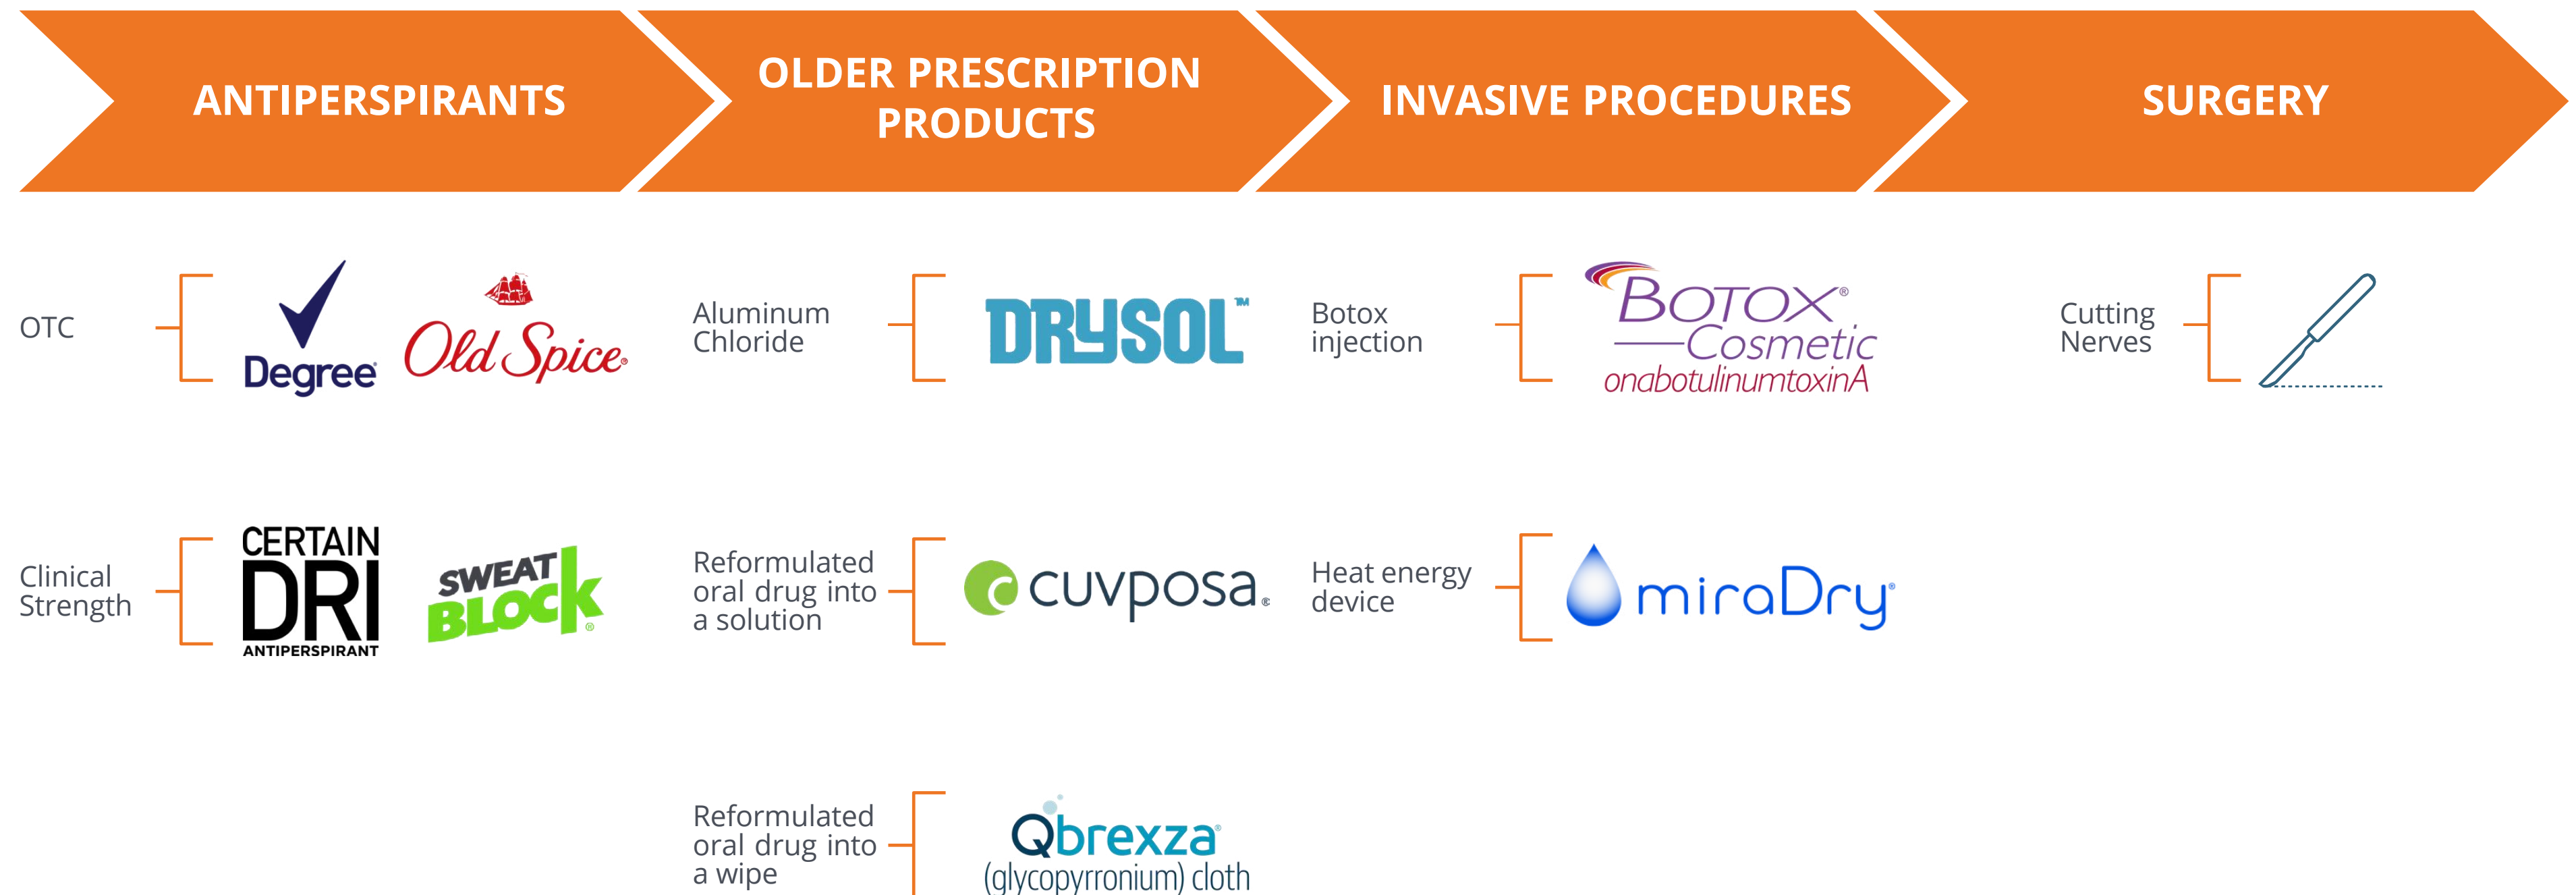 ANTIPERSPIRANTS
OLDER PRESCRIPTION
PRODUCTS
INVASIVE PROCEDURES
SURGERY
OTC
Degree
Old Spice
Aluminum
Chloride
DRYSOL™
Botox
injection
BOTOX®
Cosmetic
onabotulinumtoxinA
Cutting
Nerves
Clinical
Strength
CERTAIN
DRI
ANTIPERSPIRANT
SWEAT
BLOCK®
Reformulated
oral drug into
a solution
cuvposa®
Heat energy
device
miraDry®
Reformulated
oral drug into
a wipe
Qbrexza®
(glycopyrronium) cloth